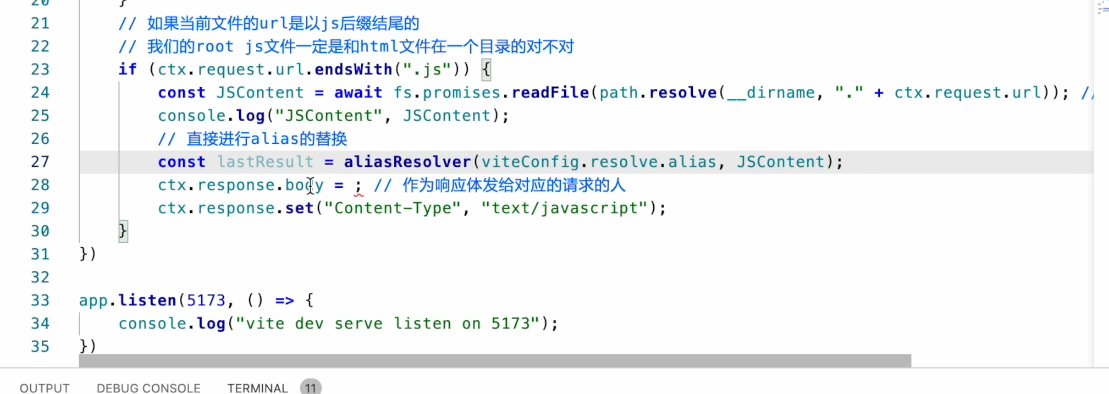 20 }
21 // 如果当前文件的url是以js后缀结尾的
22 // 我们的root js文件一定是和html文件在一个目录的对不对
23 if (ctx.request.url.endsWith(".js")) {
24 const JSContent = await fs.promises.readFile(path.resolve(__dirname, "." + ctx.request.url)); //
25 console.log("JSContent", JSContent);
26 // 直接进行alias的替换
27 const lastResult = aliasResolver(viteConfig.resolve.alias, JSContent);
28 ctx.response.body = ; // 作为响应体发给对应的请求的人
29 ctx.response.set("Content-Type", "text/javascript");
30 }
31 })
32
33 app.listen(5173, () => {
34 console.log("vite dev serve listen on 5173");
35 })
OUTPUT DEBUG CONSOLE TERMINAL 11